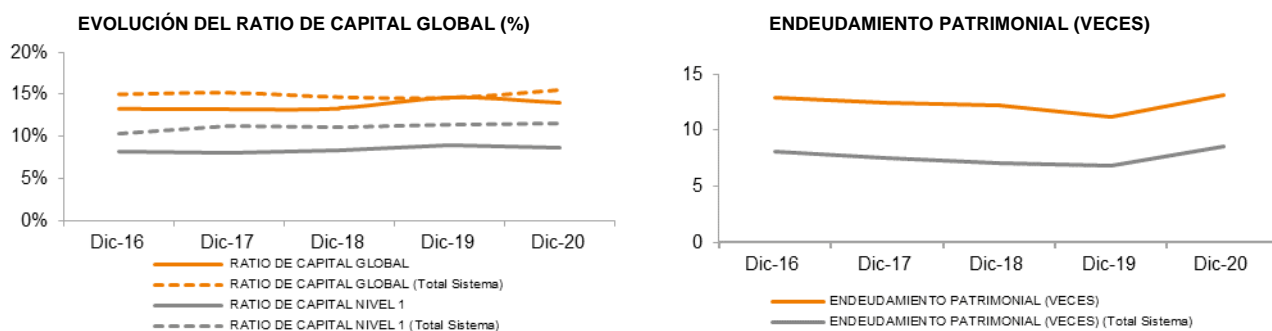 EVOLUCIÓN DEL RATIO DE CAPITAL GLOBAL (%)
20%
15%
10%
5%
0%
Dic-16 Dic-17 Dic-18 Dic-19 Dic-20
RATIO DE CAPITAL GLOBAL
RATIO DE CAPITAL GLOBAL (Total Sistema)
RATIO DE CAPITAL NIVEL 1
RATIO DE CAPITAL NIVEL 1 (Total Sistema)
ENDEUDAMIENTO PATRIMONIAL (VECES)
15
10
5
0
Dic-16 Dic-17 Dic-18 Dic-19 Dic-20
ENDEUDAMIENTO PATRIMONIAL (VECES)
ENDEUDAMIENTO PATRIMONIAL (VECES) (Total Sistema)